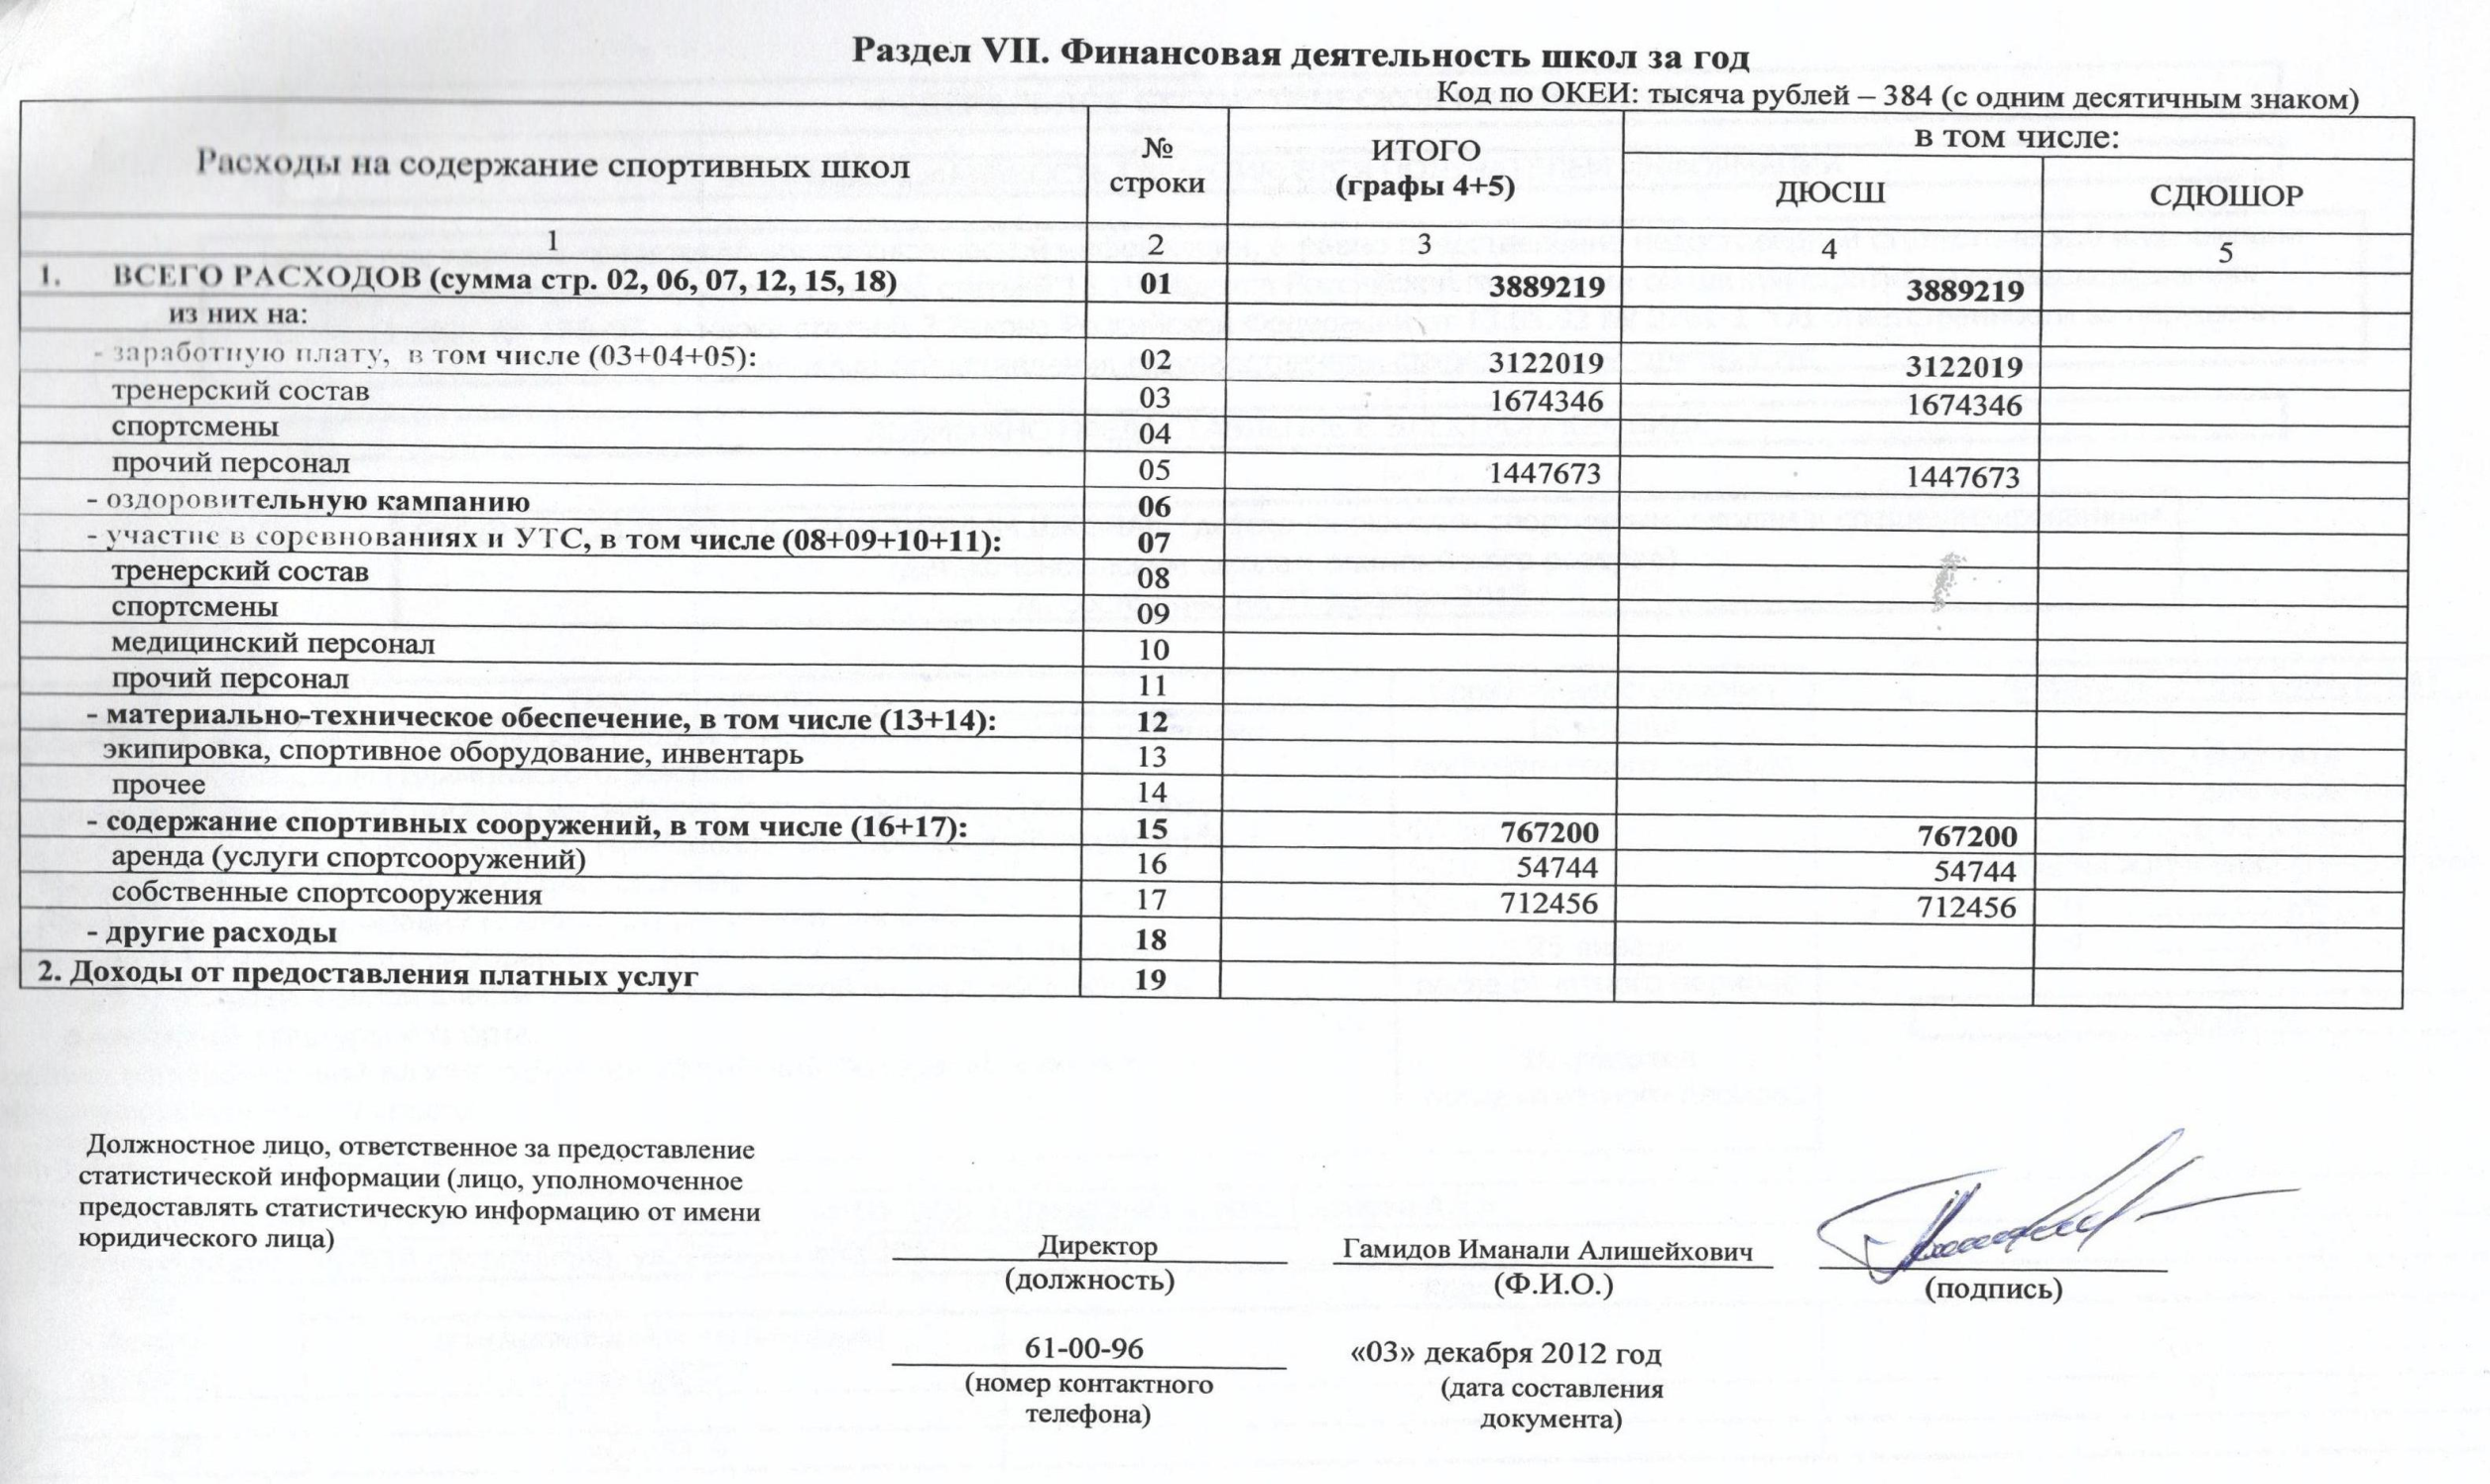 Раздел VII. Финансовая деятельность школ за год
Код по ОКЕИ: тысяча рублей – 384 (с одним десятичным знаком)
Расходы на содержание спортивных школ № строки ИТОГО (графы 4+5) в том числе:
ДЮСШ СДЮШОР
1 2 3 4 5
1. ВСЕГО РАСХОДОВ (сумма стр. 02, 06, 07, 12, 15, 18) 01 3889219 3889219
из них на:
- заработную плату, в том числе (03+04+05): 02 3122019 3122019
тренерский состав 03 1674346 1674346
спортсмены 04
прочий персонал 05 1447673 1447673
- оздоровительную кампанию 06
- участие в соревнованиях и УТС, в том числе (08+09+10+11): 07
тренерский состав 08
спортсмены 09
медицинский персонал 10
прочий персонал 11
- материально-техническое обеспечение, в том числе (13+14): 12
экипировка, спортивное оборудование, инвентарь 13
прочее 14
- содержание спортивных сооружений, в том числе (16+17): 15 767200 767200
аренда (услуги спортсооружений) 16 54744 54744
собственные спортсооружения 17 712456 712456
- другие расходы 18
2. Доходы от предоставления платных услуг 19
Должностное лицо, ответственное за предоставление
статистической информации (лицо, уполномоченное
предоставлять статистическую информацию от имени
юридического лица)
Директор Гамидов Иманали Алишейхович
(должность) (Ф.И.О.) (подпись)
61-00-96 «03» декабря 2012 год
(номер контактного (дата составления
телефона) документа)